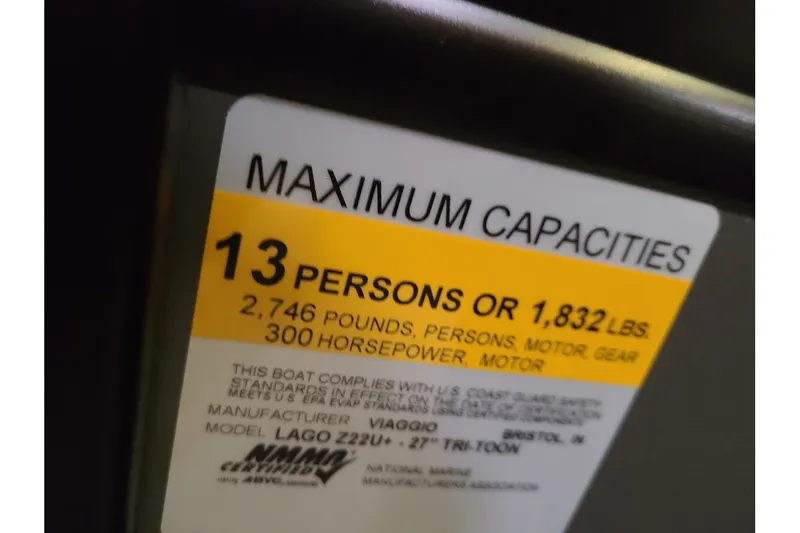 MAXIMUM CAPACITIES
13 PERSONS OR 1,832 LBS.
2,746 POUNDS, PERSONS, MOTOR, GEAR
300 HORSEPOWER, MOTOR
THIS BOAT COMPLIES WITH U.S. COAST GUARD SAFETY
STANDARDS IN EFFECT ON THE DATE OF CERTIFICATION
MEETS U.S. EPA EVAP STANDARDS USING CERTIFIED COMPONENTS
MANUFACTURER VIAGGIO BRISTOL, IN
MODEL LAGO Z22U+ - 27" TRI-TOON
NMMA
CERTIFIED
NATIONAL MARINE
MANUFACTURERS ASSOCIATION